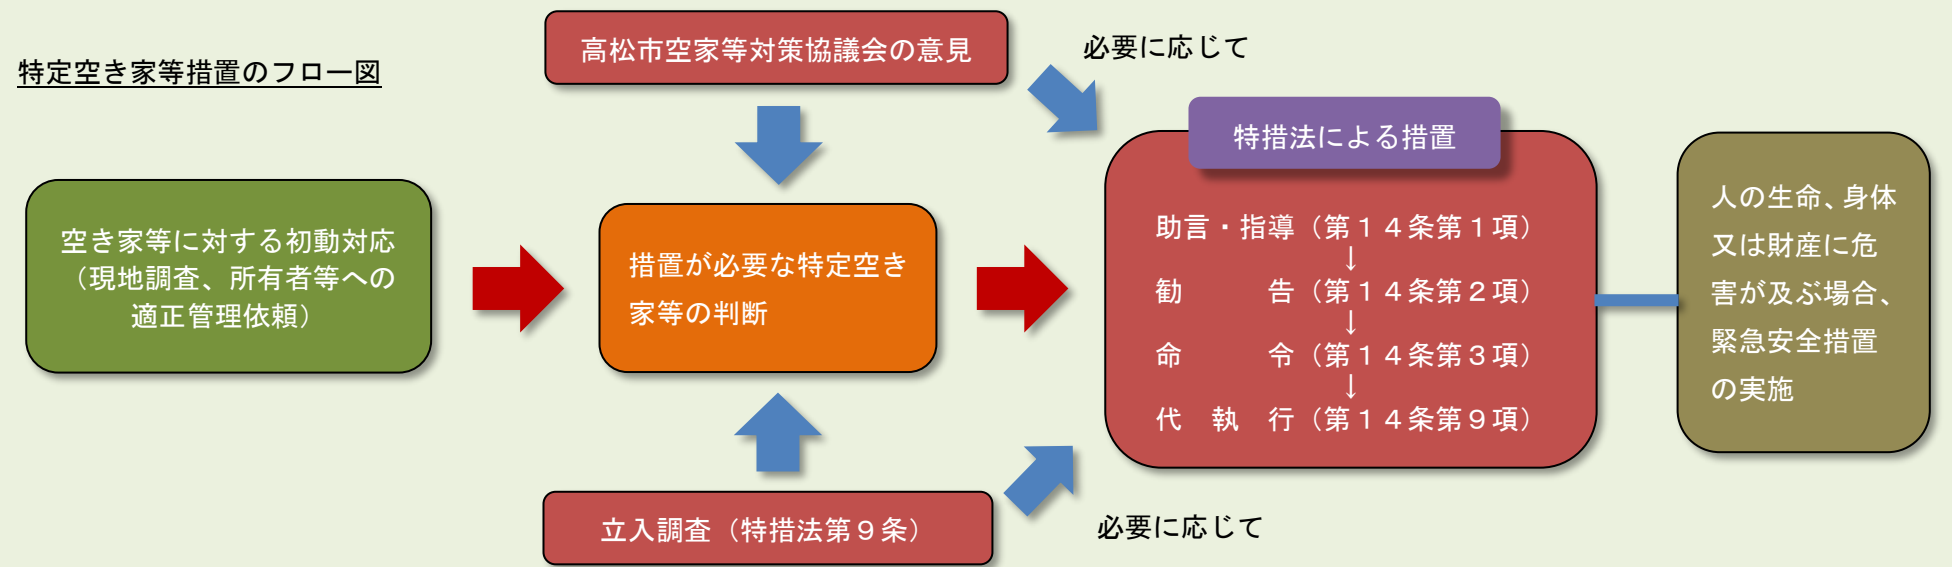 特定空き家等措置のフロー図
高松市空家等対策協議会の意見
必要に応じて
空き家等に対する初動対応
（現地調査、所有者等への
適正管理依頼）
措置が必要な特定空き
家等の判断
特措法による措置
助言・指導（第１４条第１項）
↓
勧　　　告（第１４条第２項）
↓
命　　　令（第１４条第３項）
↓
代　執　行（第１４条第９項）
人の生命、身体
又は財産に危
害が及ぶ場合、
緊急安全措置
の実施
立入調査（特措法第９条）
必要に応じて